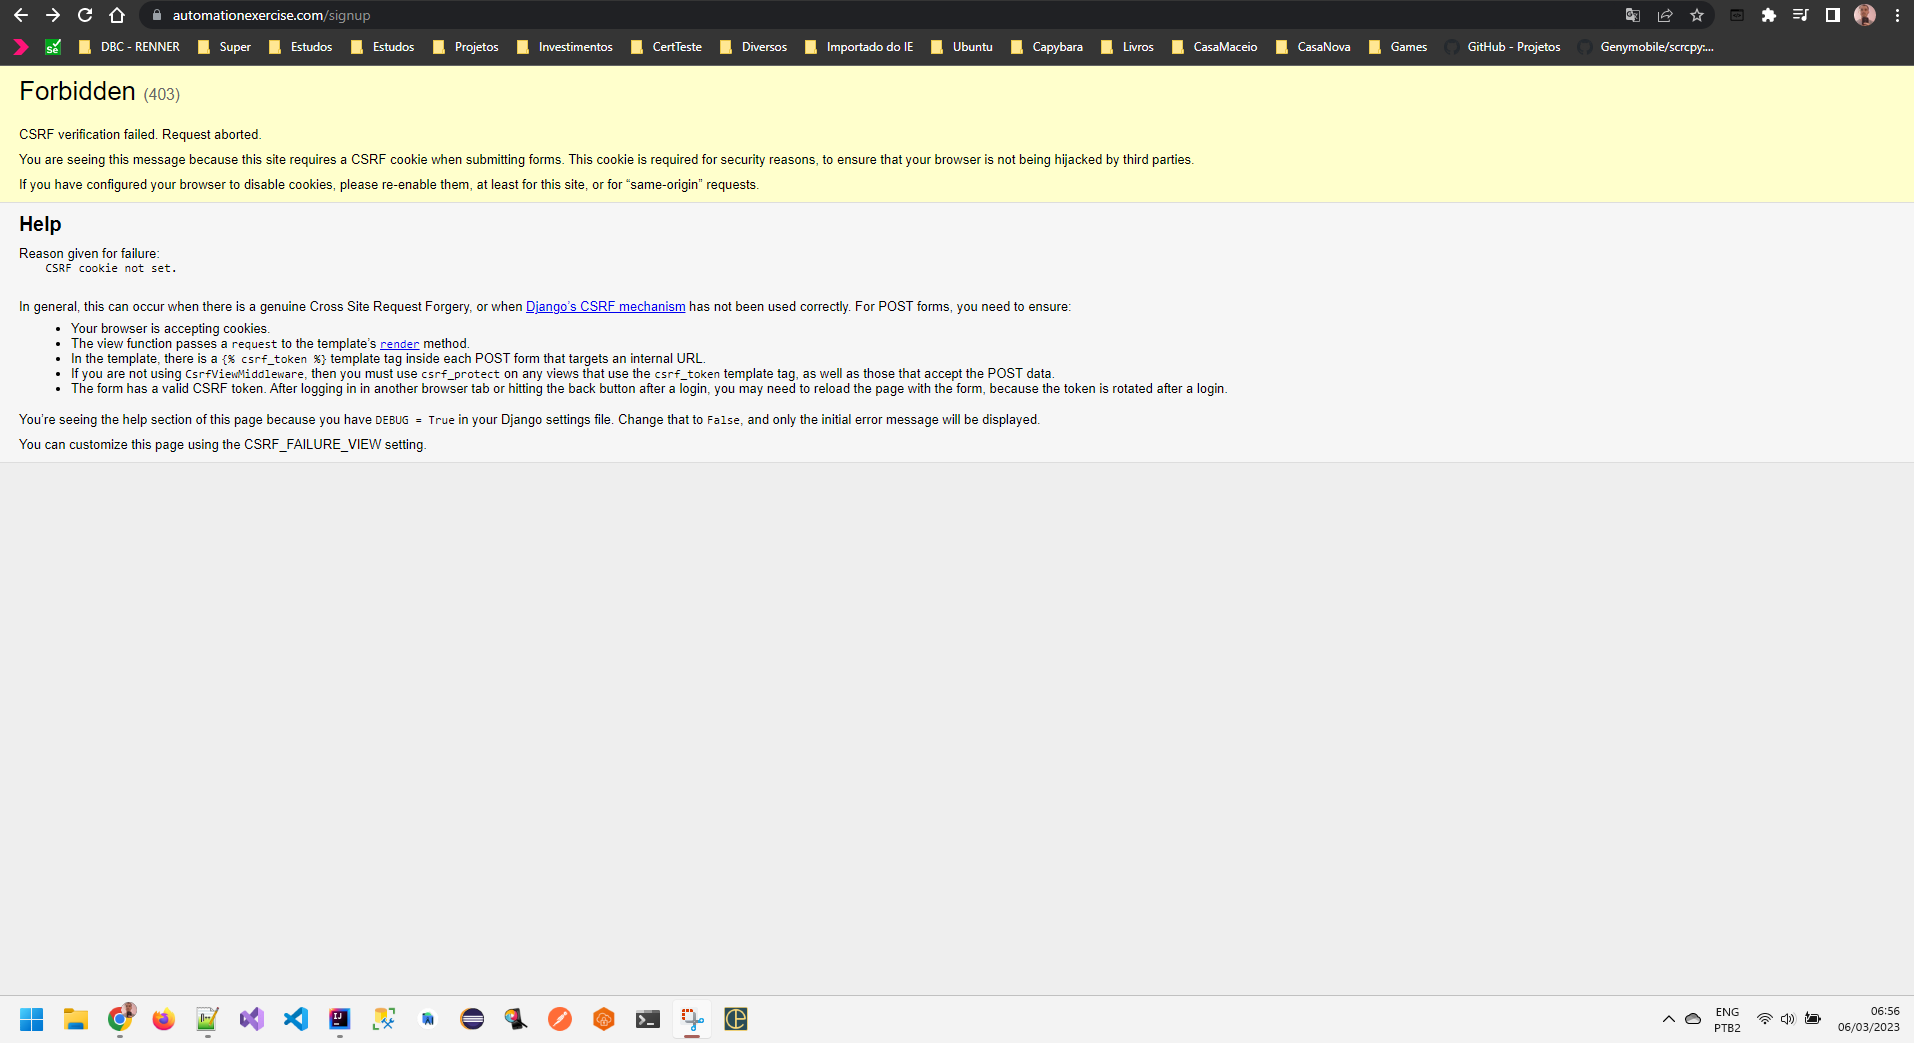 automationexercise.com/signup
DBC - RENNER Super Estudos Estudos Projetos Investimentos CertTeste Diversos Importado do IE Ubuntu Capybara Livros CasaMaceio CasaNova Games GitHub - Projetos Genymobile/scrcpy:...
Forbidden (403)
CSRF verification failed. Request aborted.
You are seeing this message because this site requires a CSRF cookie when submitting forms. This cookie is required for security reasons, to ensure that your browser is not being hijacked by third parties.
If you have configured your browser to disable cookies, please re-enable them, at least for this site, or for “same-origin” requests.
Help
Reason given for failure:
CSRF cookie not set.
In general, this can occur when there is a genuine Cross Site Request Forgery, or when Django’s CSRF mechanism has not been used correctly. For POST forms, you need to ensure:
• Your browser is accepting cookies.
• The view function passes a request to the template’s render method.
• In the template, there is a {% csrf_token %} template tag inside each POST form that targets an internal URL.
• If you are not using CsrfViewMiddleware, then you must use csrf_protect on any views that use the csrf_token template tag, as well as those that accept the POST data.
• The form has a valid CSRF token. After logging in in another browser tab or hitting the back button after a login, you may need to reload the page with the form, because the token is rotated after a login.
You’re seeing the help section of this page because you have DEBUG = True in your Django settings file. Change that to False, and only the initial error message will be displayed.
You can customize this page using the CSRF_FAILURE_VIEW setting.
ENG
PTB2
06:56
06/03/2023